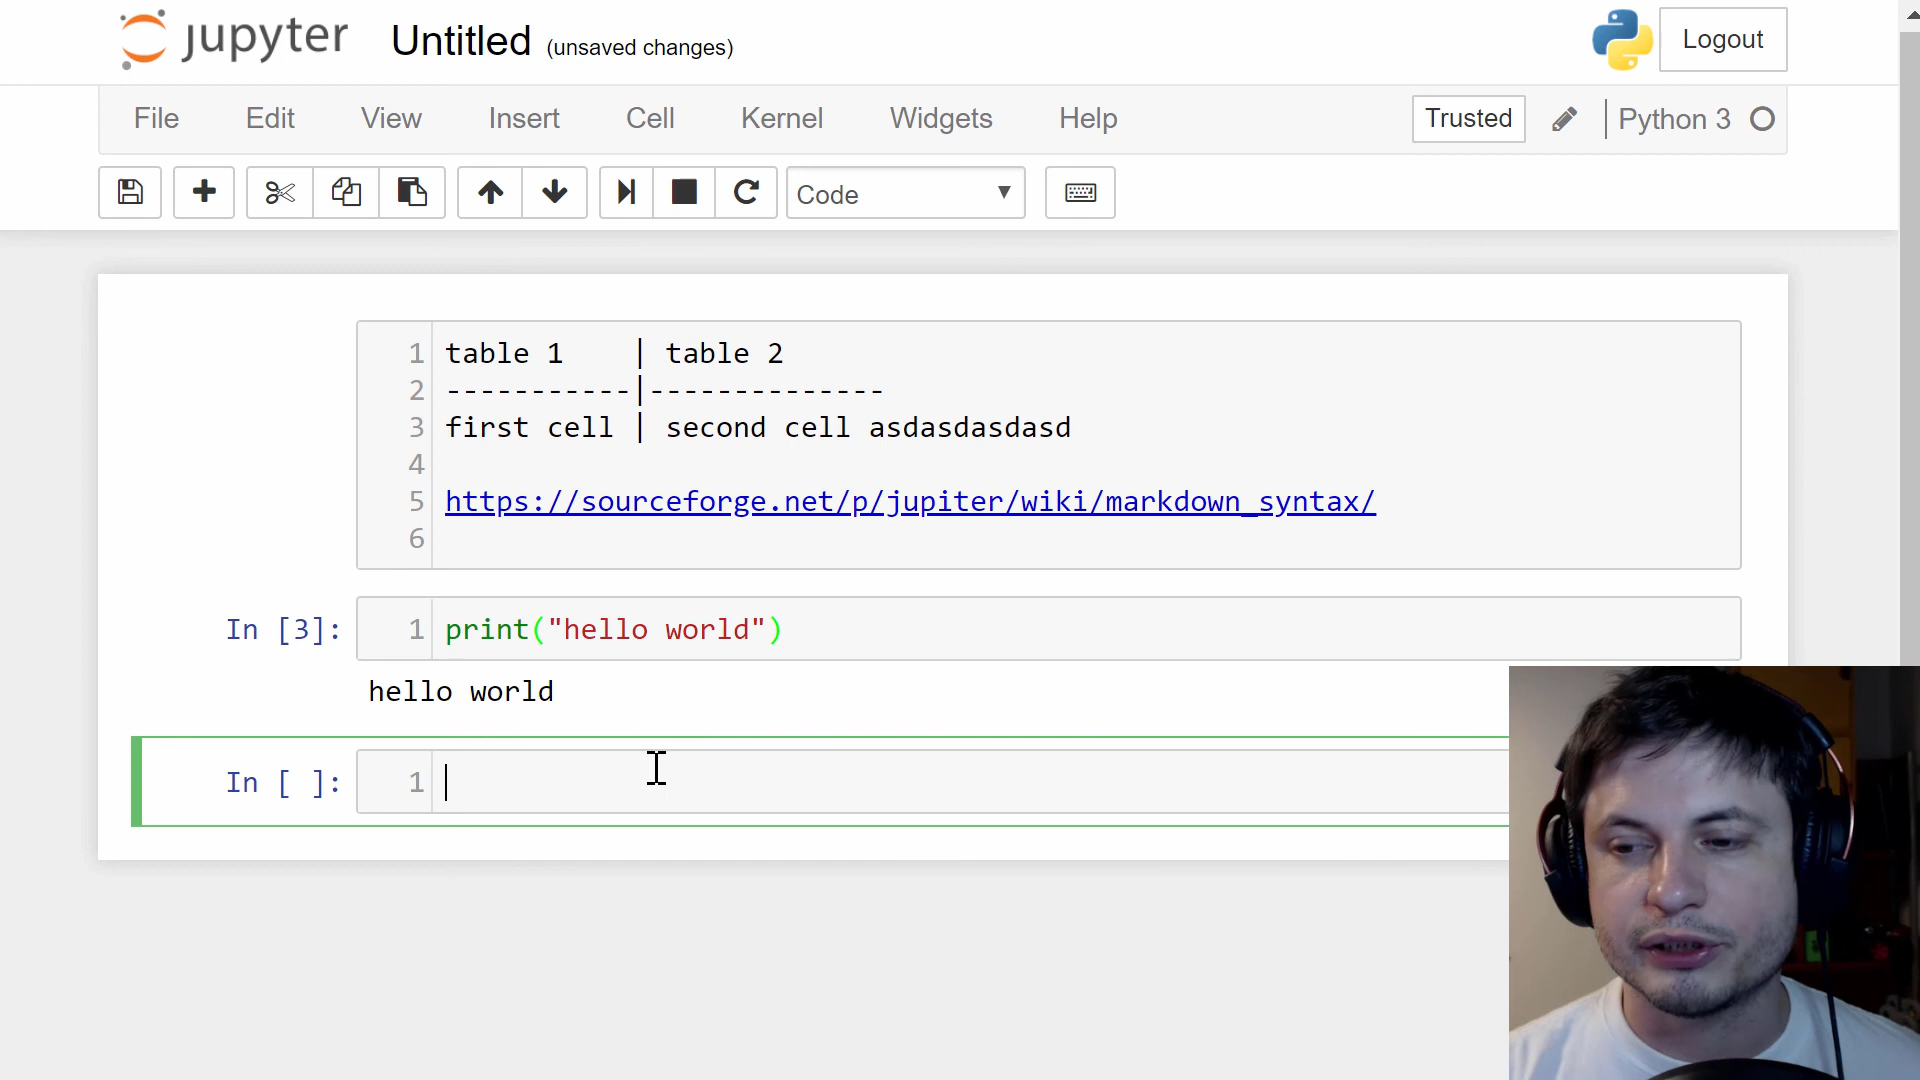 jupyter Untitled (unsaved changes) Logout
File Edit View Insert Cell Kernel Widgets Help Trusted Python 3
Code
1 table 1    | table 2
2 -----------|--------------
3 first cell | second cell asdasdasdasd
4
5 https://sourceforge.net/p/jupiter/wiki/markdown_syntax/
6
In [3]: 1 print("hello world")
hello world
In [ ]: 1